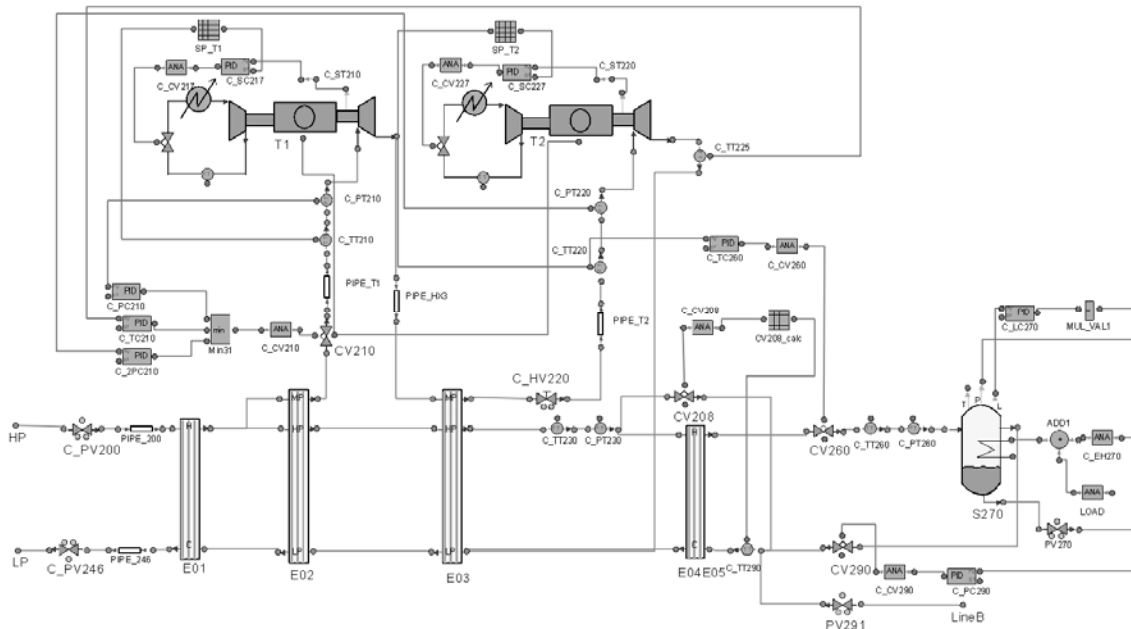 SP_T1
SP_T2
ANA
PID
C_ST210
C_CV217
C_SC217
ANA
PID
C_ST220
C_CV227
C_SC227
T1
T2
C_TT225
C_PT210
C_PT220
C_TT210
C_TT220
PID
C_TC260
ANA
C_CV260
PIPE_T1
PIPE_HX3
PIPE_T2
PID
C_PC210
PID
C_TC210
PID
C_2PC210
min
Min31
ANA
C_CV210
CV210
C_CV208
ANA
CV208_calc
PID
C_LC270
MUL_VAL1
C_HV220
CV208
T
P
L
HP
C_PV200
PIPE_200
H
MP
HP
MP
HP
C_TT230
C_PT230
H
CV260
C_TT260
C_PT260
ADD1
ANA
C_EH270
ANA
LOAD
S270
PV270
LP
C_PV246
PIPE_246
C
E01
LP
E02
LP
E03
C
E04E05
C_TT290
CV290
ANA
C_CV290
PID
C_PC290
PV291
LineB